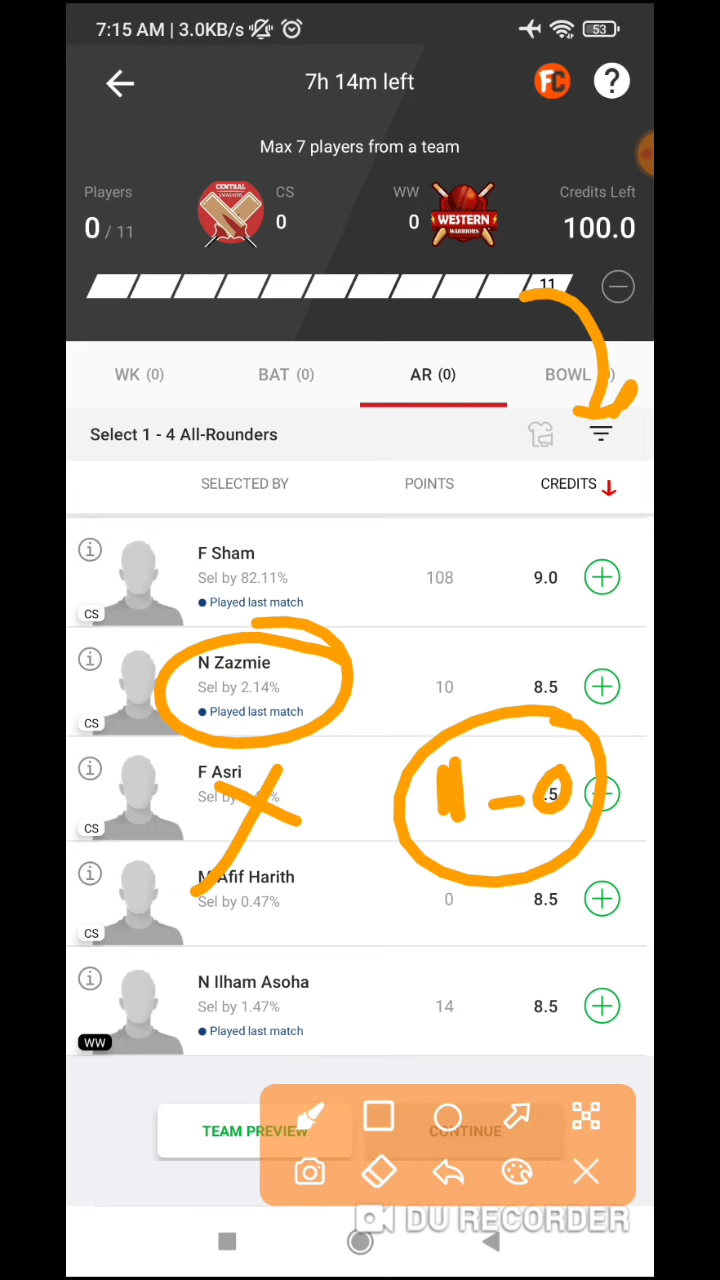 7:15 AM | 3.0KB/s 53
7h 14m left FC ?
Max 7 players from a team
Players CS WW Credits Left
0 / 11 CENTRAL SMASHERS 0 0 WESTERN WARRIORS 100.0
11
WK (0) BAT (0) AR (0) BOWL
Select 1 - 4 All-Rounders
SELECTED BY POINTS CREDITS
F Sham
Sel by 82.11% 108 9.0
Played last match
CS
N Zazmie
Sel by 2.14% 10 8.5
Played last match
CS
F Asri
Sel by
CS
M Afif Harith
Sel by 0.47% 0 8.5
CS
N Ilham Asoha
Sel by 1.47% 14 8.5
Played last match
WW
TEAM PREVIEW CONTINUE
DU RECORDER